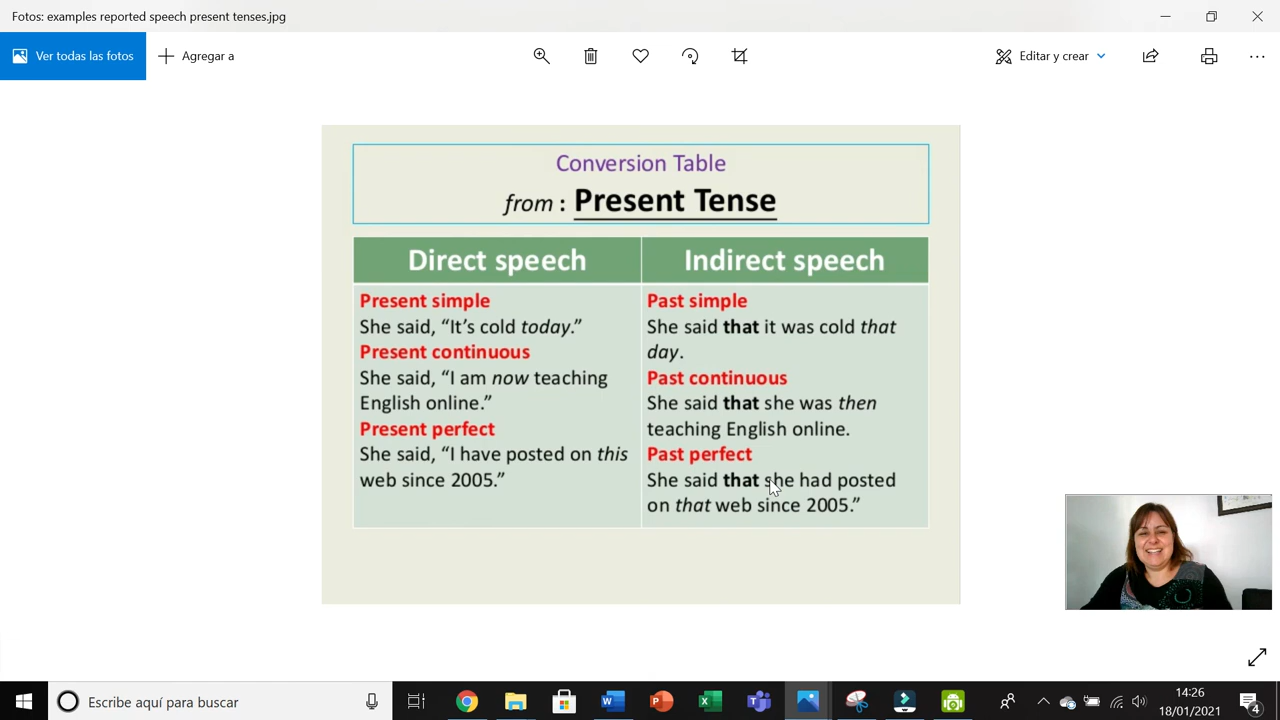 Fotos: examples reported speech present tenses.jpg
Ver todas las fotos
Agregar a
Editar y crear
Conversion Table
from : Present Tense
Direct speech
Indirect speech
Present simple
She said, “It’s cold today.”
Present continuous
She said, “I am now teaching
English online.”
Present perfect
She said, “I have posted on this
web since 2005.”
Past simple
She said that it was cold that
day.
Past continuous
She said that she was then
teaching English online.
Past perfect
She said that she had posted
on that web since 2005.”
Escribe aquí para buscar
14:26
18/01/2021
4